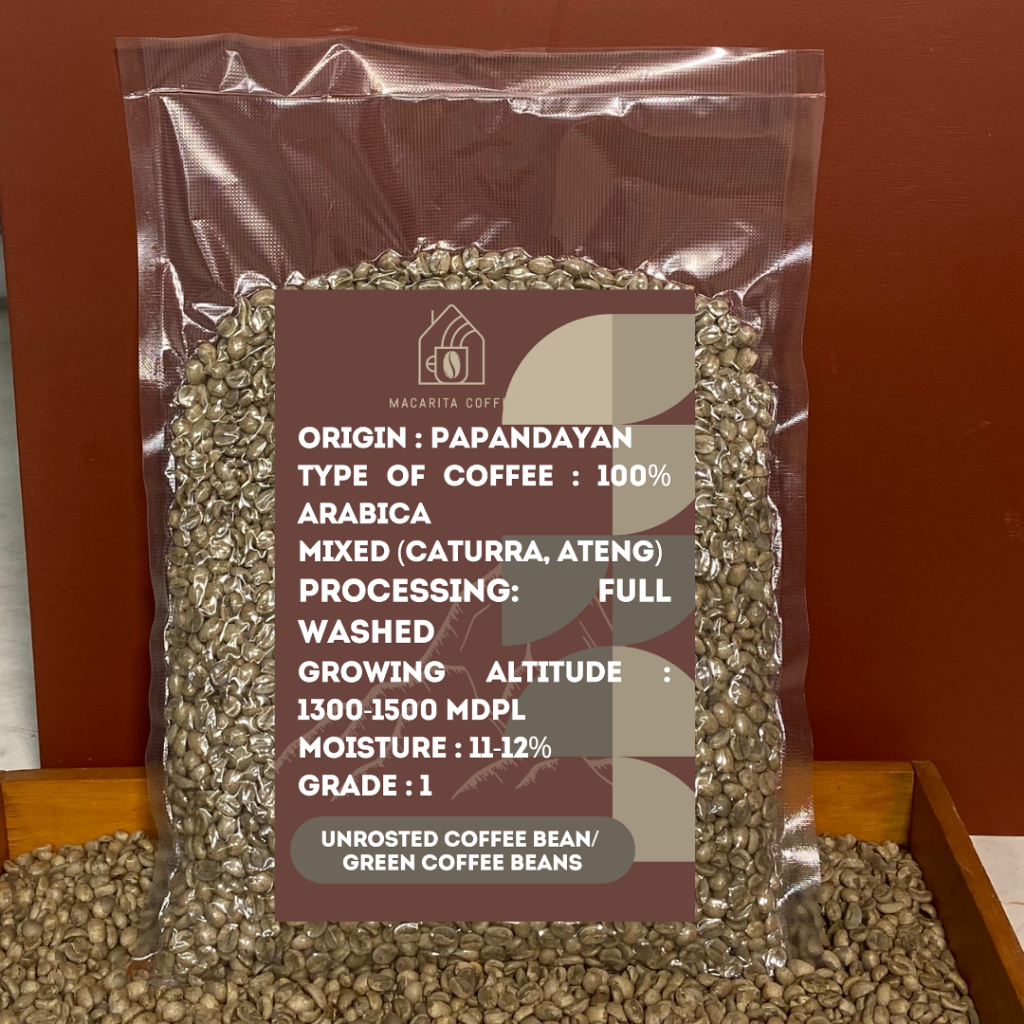 MACARITA COFF
ORIGIN : PAPANDAYAN
TYPE OF COFFEE : 100%
ARABICA
MIXED (CATURRA, ATENG)
PROCESSING: FULL
WASHED
GROWING ALTITUDE :
1300-1500 MDPL
MOISTURE : 11-12%
GRADE : 1
UNROSTED COFFEE BEAN/
GREEN COFFEE BEANS